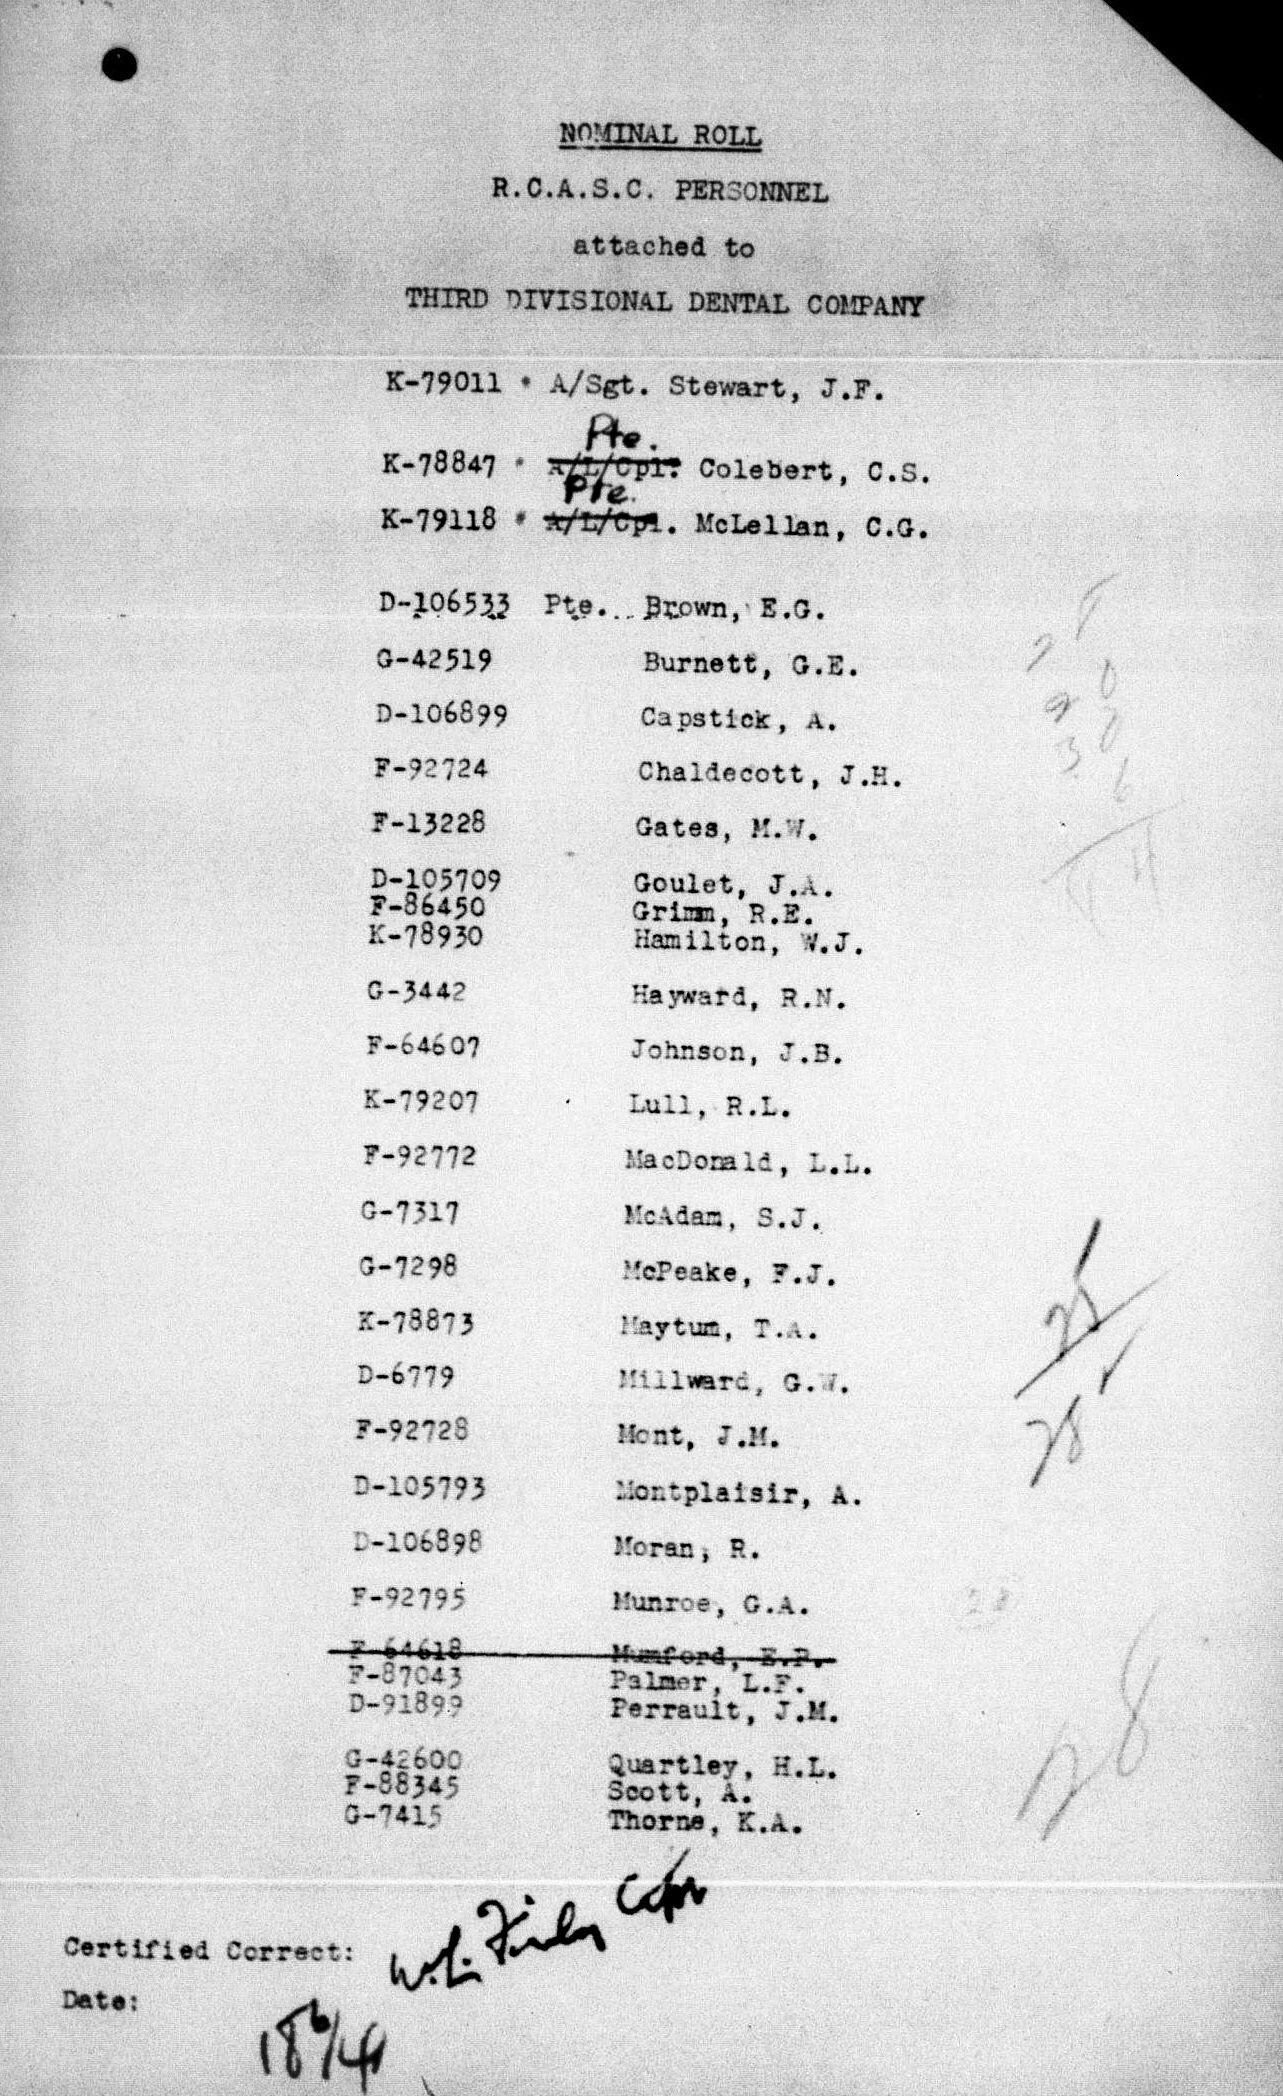 NOMINAL ROLL
R.C.A.S.C. PERSONNEL
attached to
THIRD DIVISIONAL DENTAL COMPANY
K-79011 * A/Sgt. Stewart, J.F.
Pte.
K-78847 * A/L/Cpl. Colebert, C.S.
Pte.
K-79118 * A/L/Cpl. McLellan, C.G.
D-106533 Pte. Brown, E.G.
G-42519 Burnett, G.E.
D-106899 Capstick, A.
F-92724 Chaldecott, J.H.
F-13228 Gates, M.W.
D-105709 Goulet, J.A.
F-86450 Grimm, R.E.
K-78930 Hamilton, W.J.
G-3442 Hayward, R.N.
F-64607 Johnson, J.B.
K-79207 Lull, R.L.
F-92772 MacDonald, L.L.
G-7317 McAdam, S.J.
G-7298 McPeake, F.J.
K-78873 Maytum, T.A.
D-6779 Millward, G.W.
F-92728 Mont, J.M.
D-105793 Montplaisir, A.
D-106898 Moran, R.
F-92795 Munroe, G.A.
F-64618 Mumford, E.P.
F-87043 Palmer, L.F.
D-91899 Perrault, J.M.
G-42600 Quartley, H.L.
F-88345 Scott, A.
G-7415 Thorne, K.A.
28
28
Certified Correct:
Date: